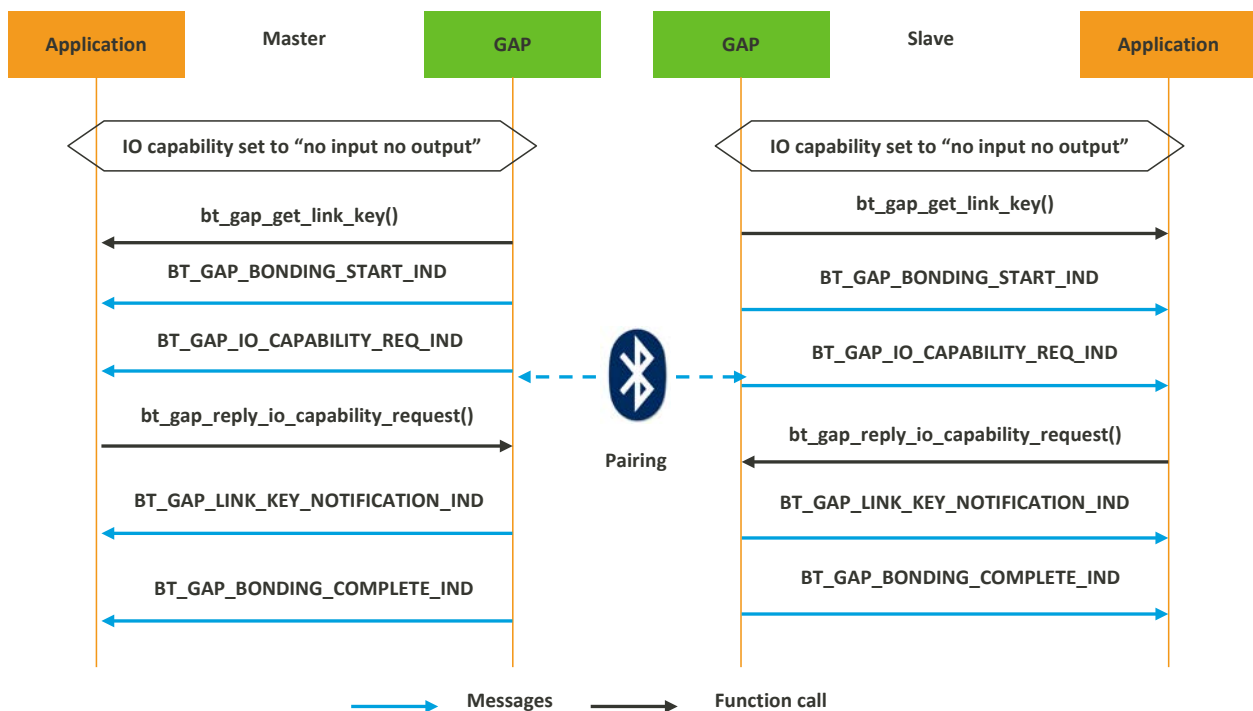 Application Master GAP GAP Slave Application
IO capability set to “no input no output” IO capability set to “no input no output”
bt_gap_get_link_key() bt_gap_get_link_key()
BT_GAP_BONDING_START_IND BT_GAP_BONDING_START_IND
BT_GAP_IO_CAPABILITY_REQ_IND BT_GAP_IO_CAPABILITY_REQ_IND
bt_gap_reply_io_capability_request() bt_gap_reply_io_capability_request()
Pairing
BT_GAP_LINK_KEY_NOTIFICATION_IND BT_GAP_LINK_KEY_NOTIFICATION_IND
BT_GAP_BONDING_COMPLETE_IND BT_GAP_BONDING_COMPLETE_IND
Messages Function call